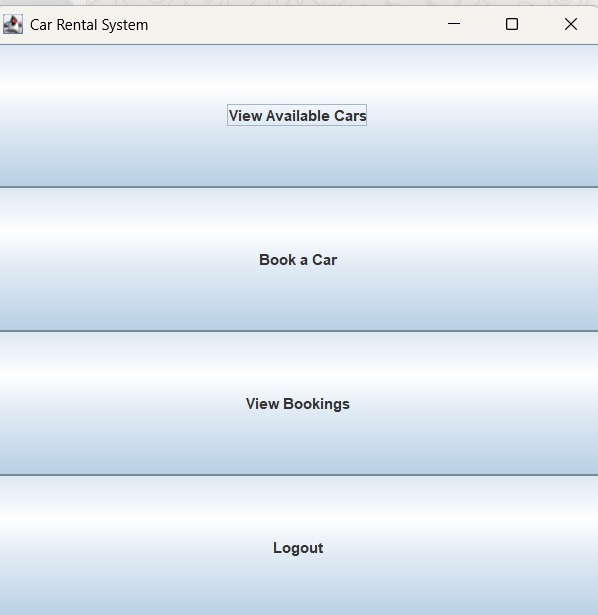 Car Rental System
View Available Cars
Book a Car
View Bookings
Logout